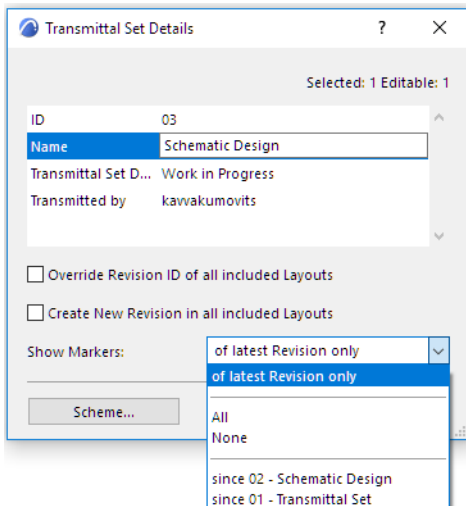 Transmittal Set Details
?
Selected: 1 Editable: 1
ID 03
Name Schematic Design
Transmittal Set D... Work in Progress
Transmitted by kavvakumovits
Override Revision ID of all included Layouts
Create New Revision in all included Layouts
Show Markers: of latest Revision only
of latest Revision only
All
None
Scheme...
since 02 - Schematic Design
since 01 - Transmittal Set